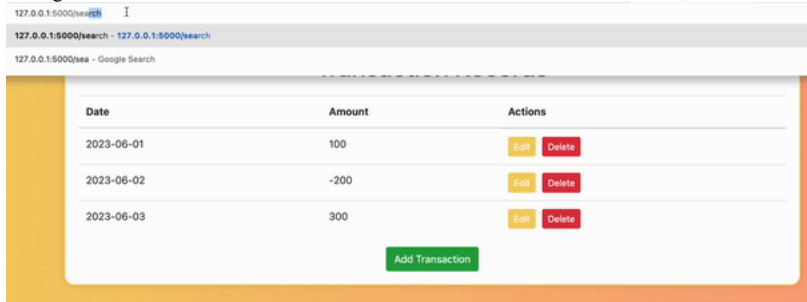 127.0.0.1:5000/search
127.0.0.1:5000/search - 127.0.0.1:5000/search
127.0.0.1:5000/sea - Google Search
Transaction Records
Date Amount Actions
2023-06-01 100 Edit Delete
2023-06-02 -200 Edit Delete
2023-06-03 300 Edit Delete
Add Transaction